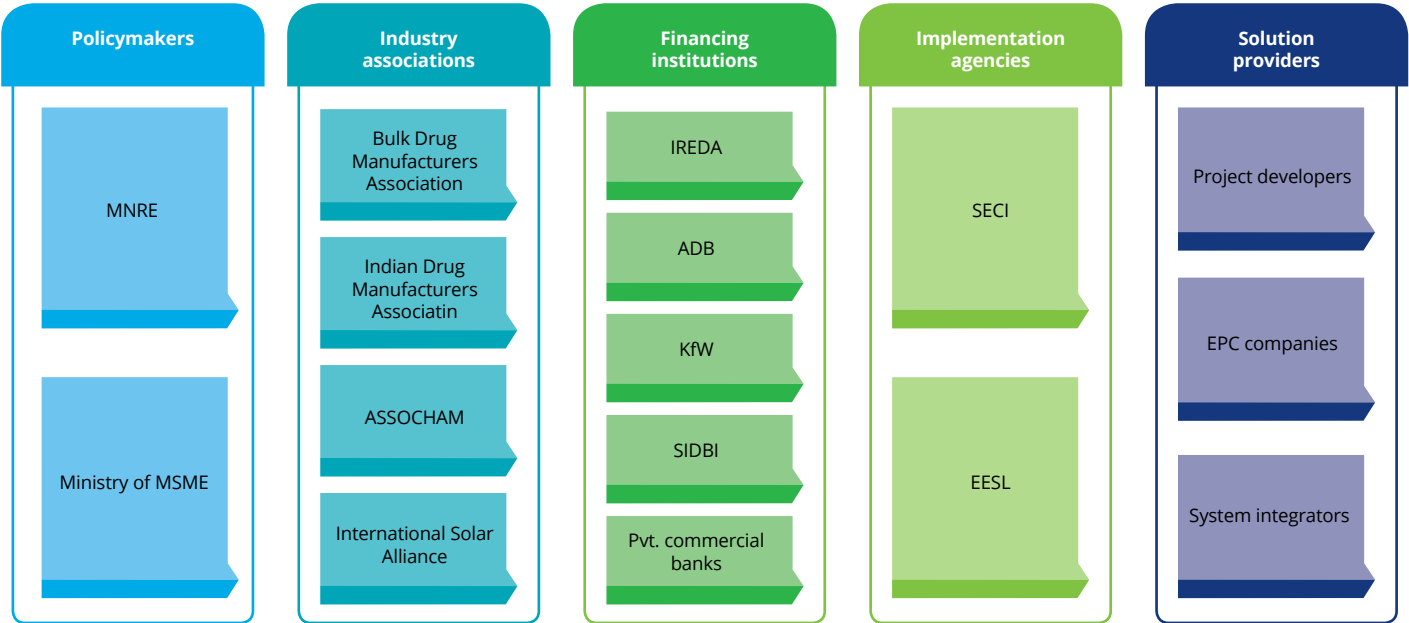 Policymakers
MNRE
Ministry of MSME
Industry
associations
Bulk Drug
Manufacturers
Association
Indian Drug
Manufacturers
Associatin
ASSOCHAM
International Solar
Alliance
Financing
institutions
IREDA
ADB
KfW
SIDBI
Pvt. commercial
banks
Implementation
agencies
SECI
EESL
Solution
providers
Project developers
EPC companies
System integrators